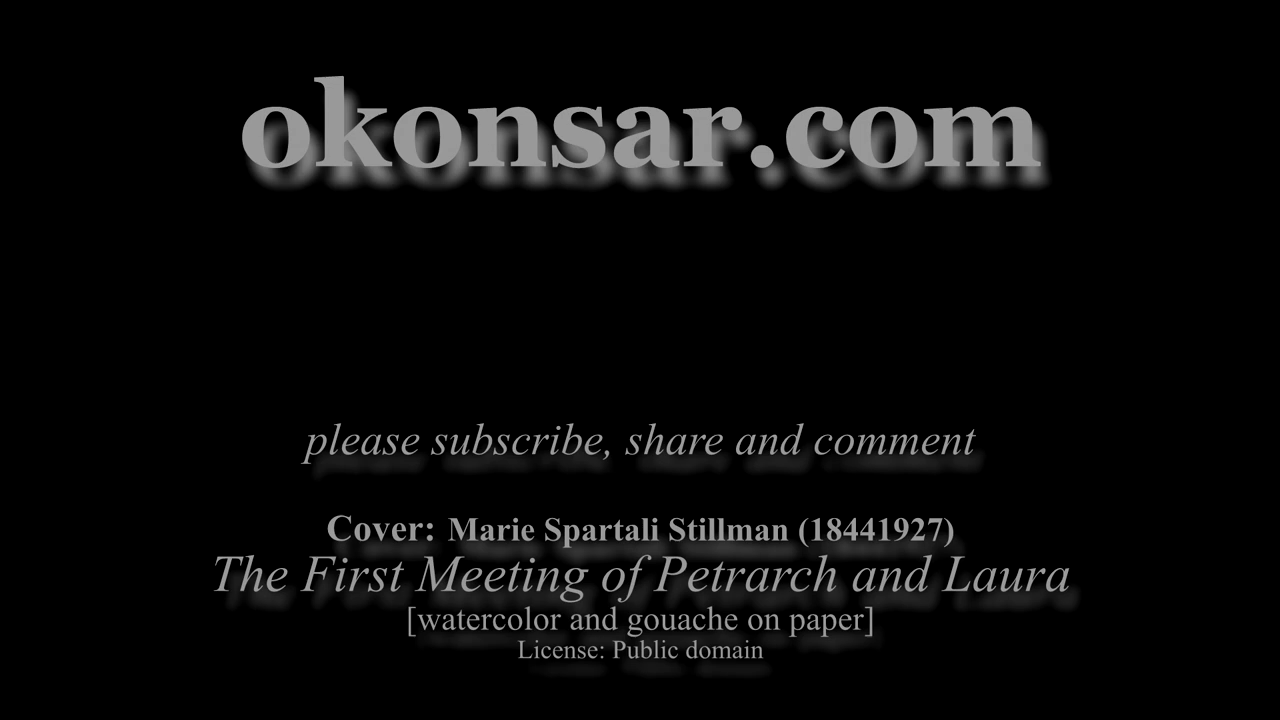 okonsar.com
please subscribe, share and comment
Cover: Marie Spartali Stillman (18441927)
The First Meeting of Petrarch and Laura
[watercolor and gouache on paper]
License: Public domain